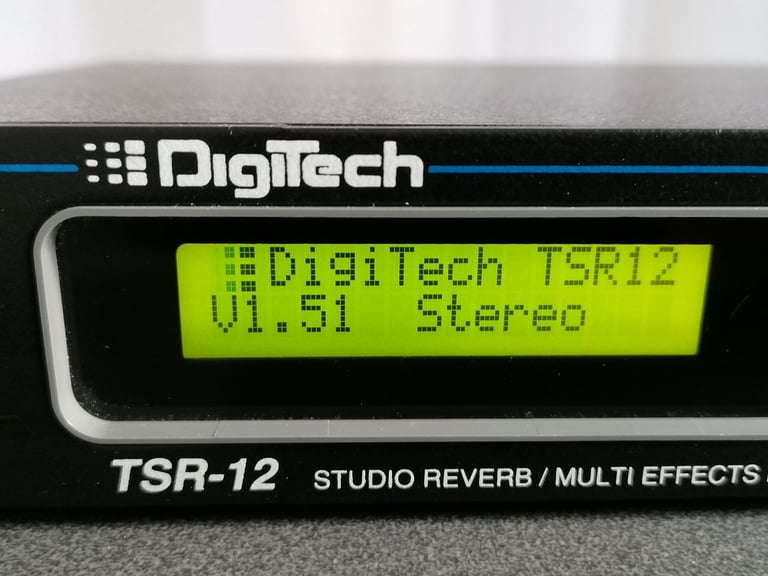 DigiTech
DigiTech TSR12
V1.51 Stereo
TSR-12 STUDIO REVERB / MULTI EFFECTS